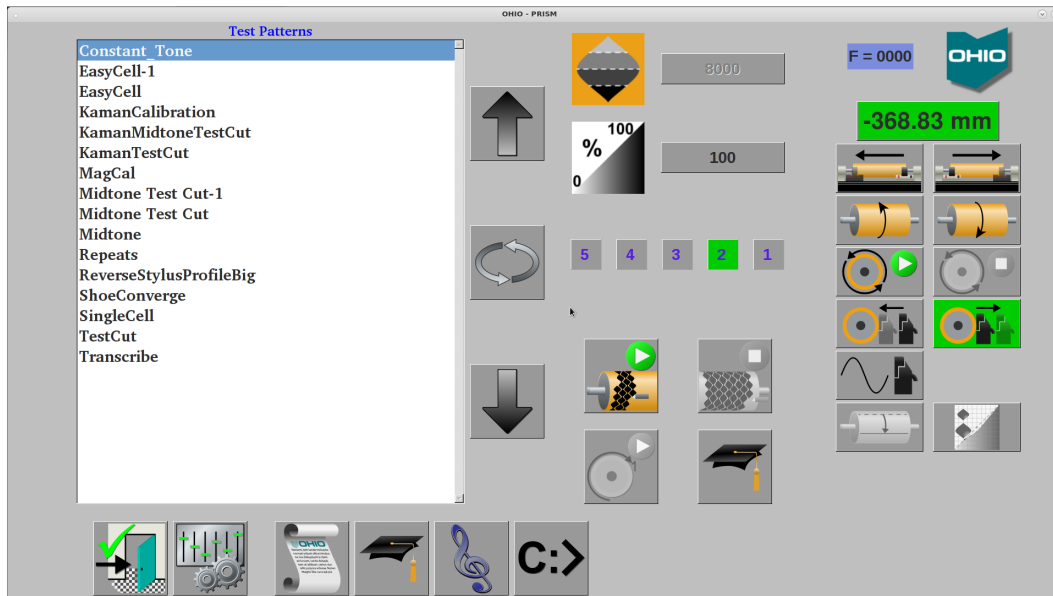 OHIO - PRISM
Test Patterns
Constant_Tone
EasyCell-1
EasyCell
KamanCalibration
KamanMidtoneTestCut
KamanTestCut
MagCal
Midtone Test Cut-1
Midtone Test Cut
Midtone
Repeats
ReverseStylusProfileBig
ShoeConverge
SingleCell
TestCut
Transcribe
8000
% 100
0
100
5 4 3 2 1
F = 0000
OHIO
-368.83 mm
OHIO
C:>